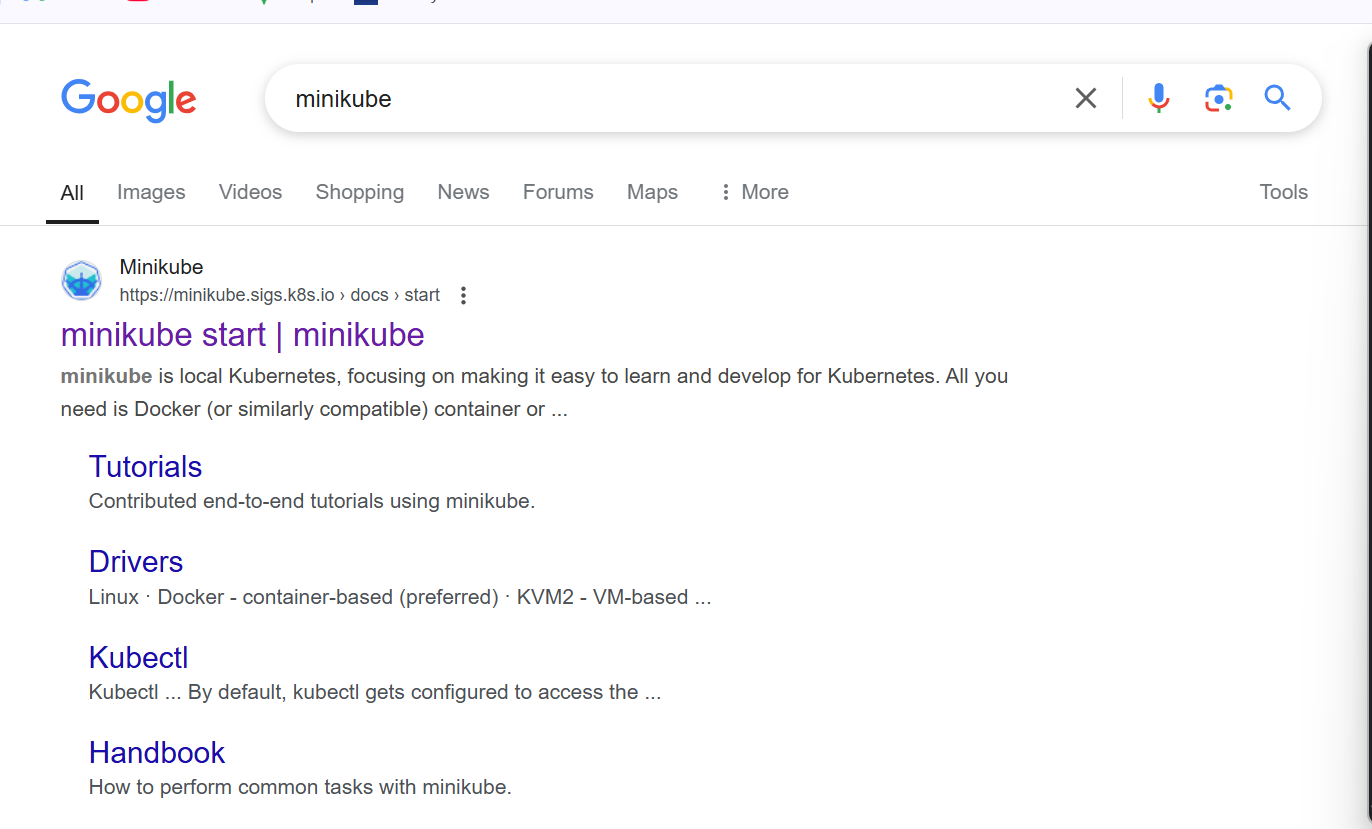 Google
minikube
All Images Videos Shopping News Forums Maps More Tools
Minikube
https://minikube.sigs.k8s.io › docs › start
minikube start | minikube
minikube is local Kubernetes, focusing on making it easy to learn and develop for Kubernetes. All you
need is Docker (or similarly compatible) container or ...
Tutorials
Contributed end-to-end tutorials using minikube.
Drivers
Linux · Docker - container-based (preferred) · KVM2 - VM-based ...
Kubectl
Kubectl ... By default, kubectl gets configured to access the ...
Handbook
How to perform common tasks with minikube.